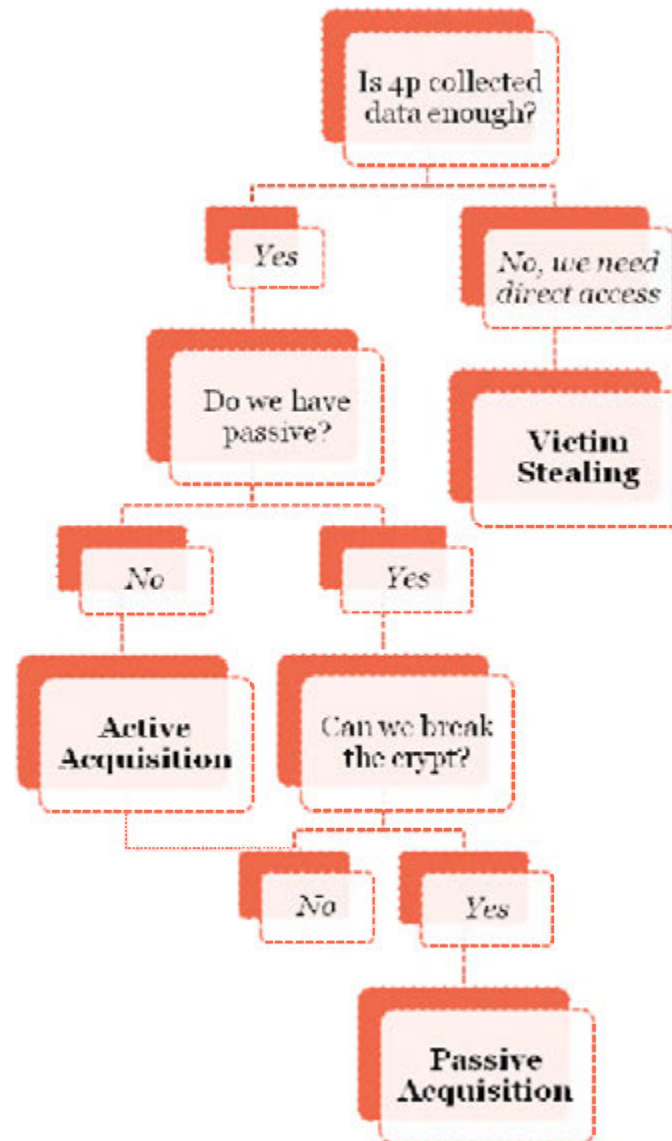 Is 4p collected
data enough?
Yes
No, we need
direct access
Do we have
passive?
Victim
Stealing
No
Yes
Active
Acquisition
Can we break
the crypt?
No
Yes
Passive
Acquisition